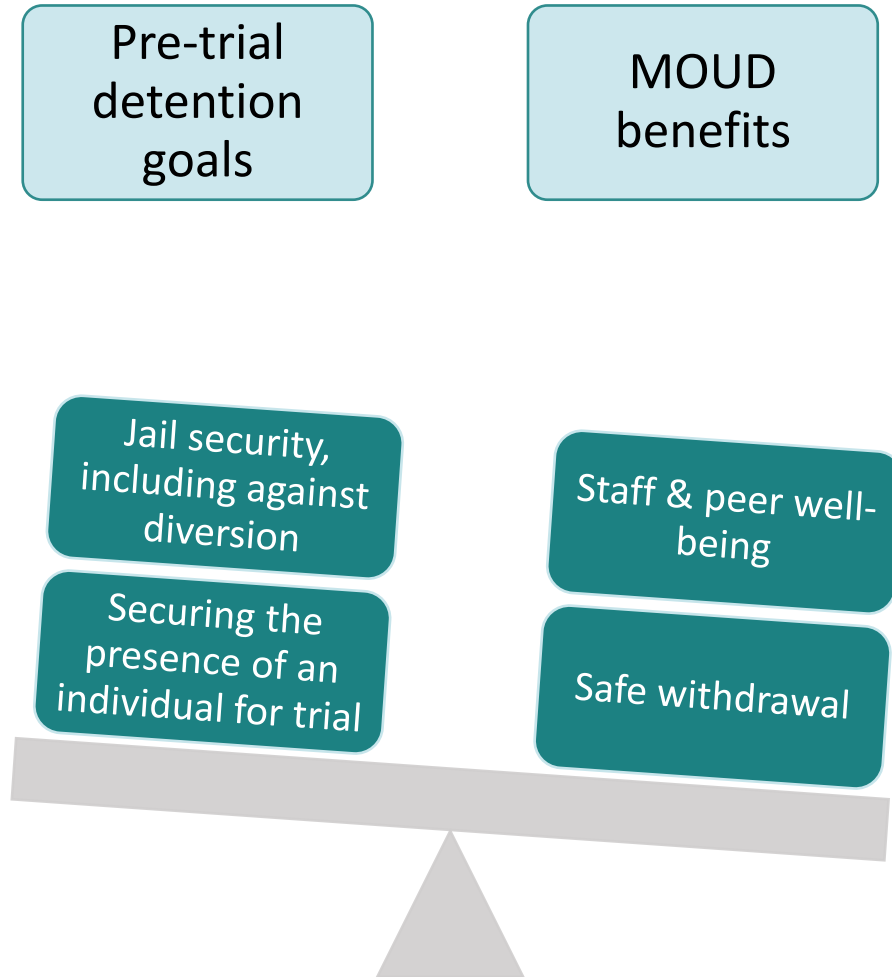 Pre-trial
detention
goals
MOUD
benefits
Jail security,
including against
diversion
Staff & peer well-
being
Securing the
presence of an
individual for trial
Safe withdrawal